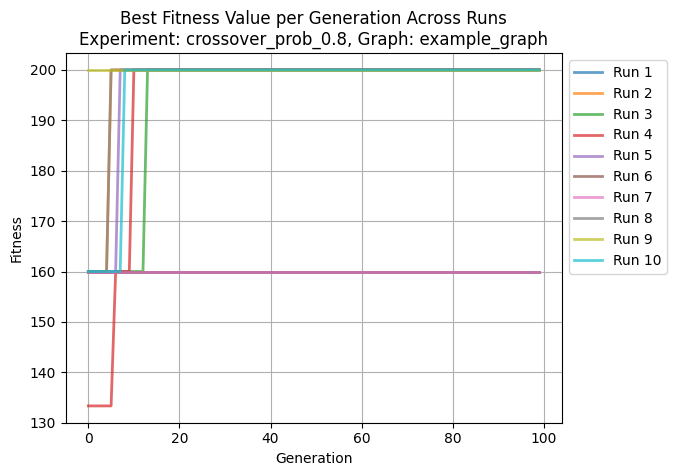 Best Fitness Value per Generation Across Runs
Experiment: crossover_prob_0.8, Graph: example_graph
200
190
180
170
160
150
140
130
Fitness
0
20
40
60
80
100
Generation
Run 1
Run 2
Run 3
Run 4
Run 5
Run 6
Run 7
Run 8
Run 9
Run 10